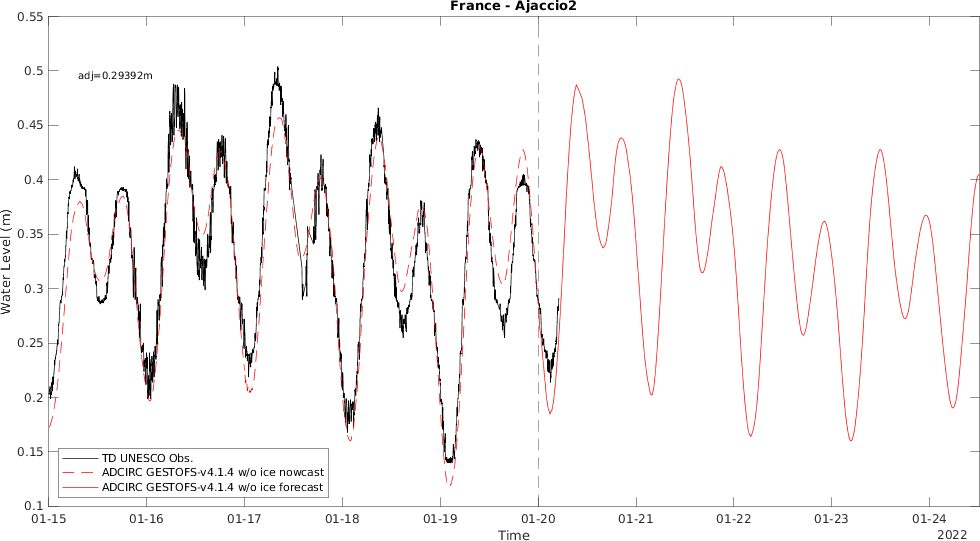 France - Ajaccio2
0.55
0.5
0.45
0.4
0.35
0.3
0.25
0.2
0.15
0.1
Water Level (m)
adj=0.29392m
TD UNESCO Obs.
ADCIRC GESTOFS-v4.1.4 w/o ice nowcast
ADCIRC GESTOFS-v4.1.4 w/o ice forecast
01-15 01-16 01-17 01-18 01-19 01-20 01-21 01-22 01-23 01-24
Time
2022